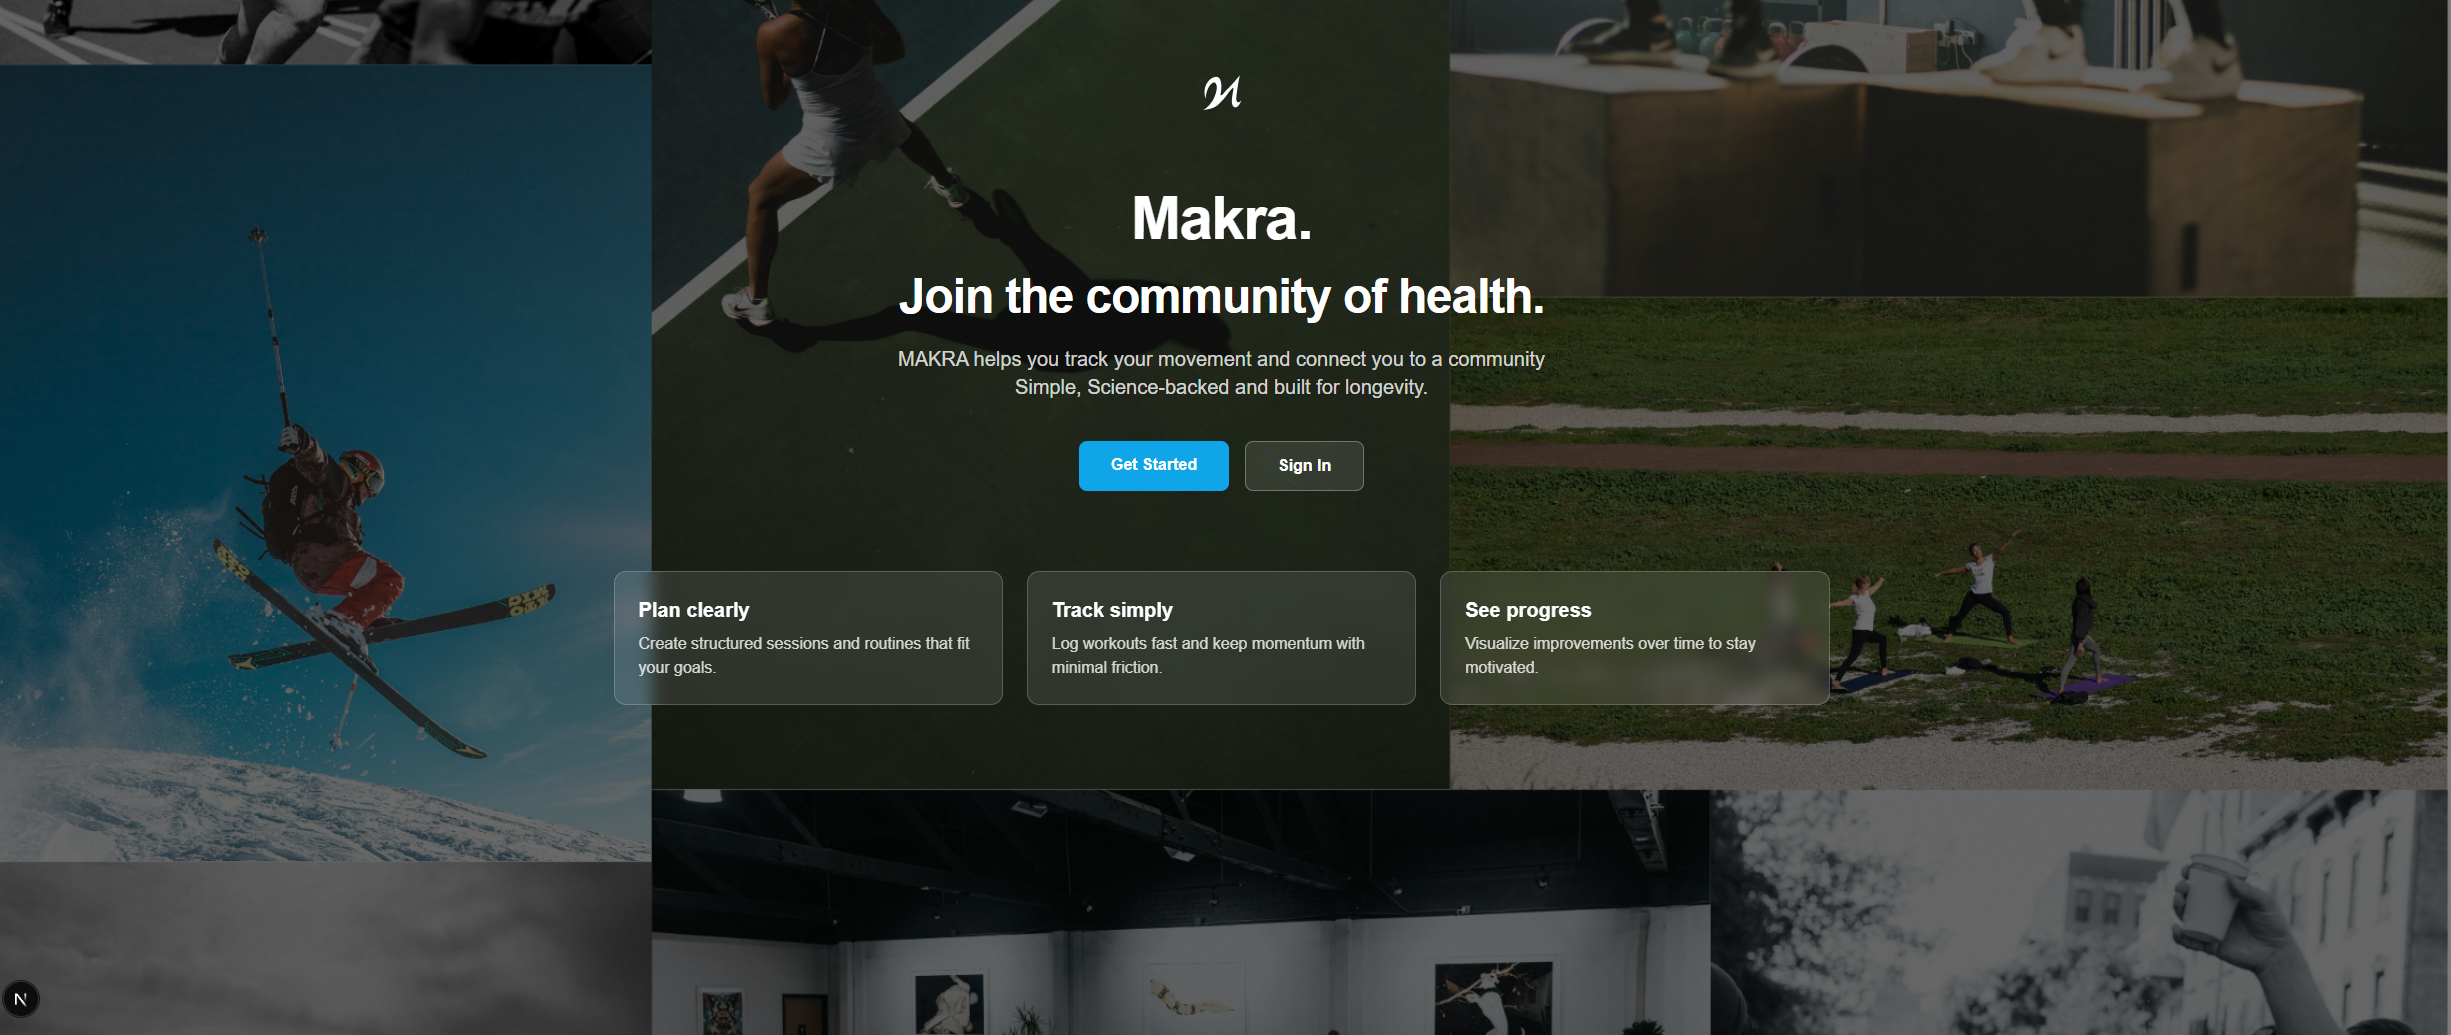 Makra.
Join the community of health.
MAKRA helps you track your movement and connect you to a community
Simple, Science-backed and built for longevity.
Get Started
Sign In
Plan clearly
Create structured sessions and routines that fit
your goals.
Track simply
Log workouts fast and keep momentum with
minimal friction.
See progress
Visualize improvements over time to stay
motivated.
N